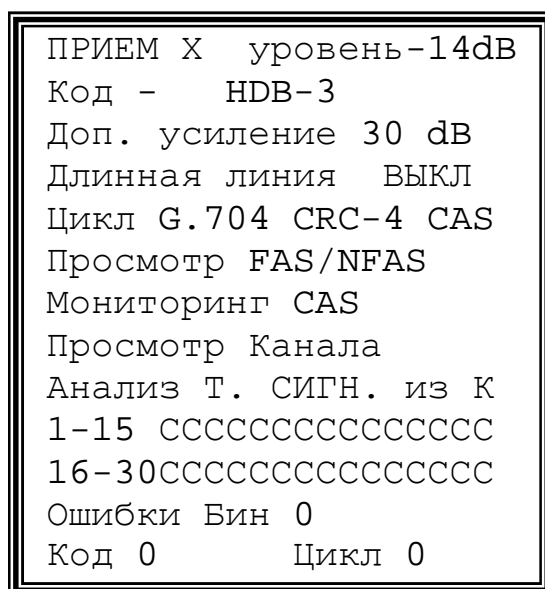 ПРИЕМ X уровень-14dB
Код - HDB-3
Доп. усиление 30 dB
Длинная линия ВЫКЛ
Цикл G.704 CRC-4 CAS
Просмотр FAS/NFAS
Мониторинг CAS
Просмотр Канала
Анализ Т. СИГН. из К
1-15 ССССССССССССССС
16-30ССССССССССССССС
Ошибки Бин 0
Код 0 Цикл 0